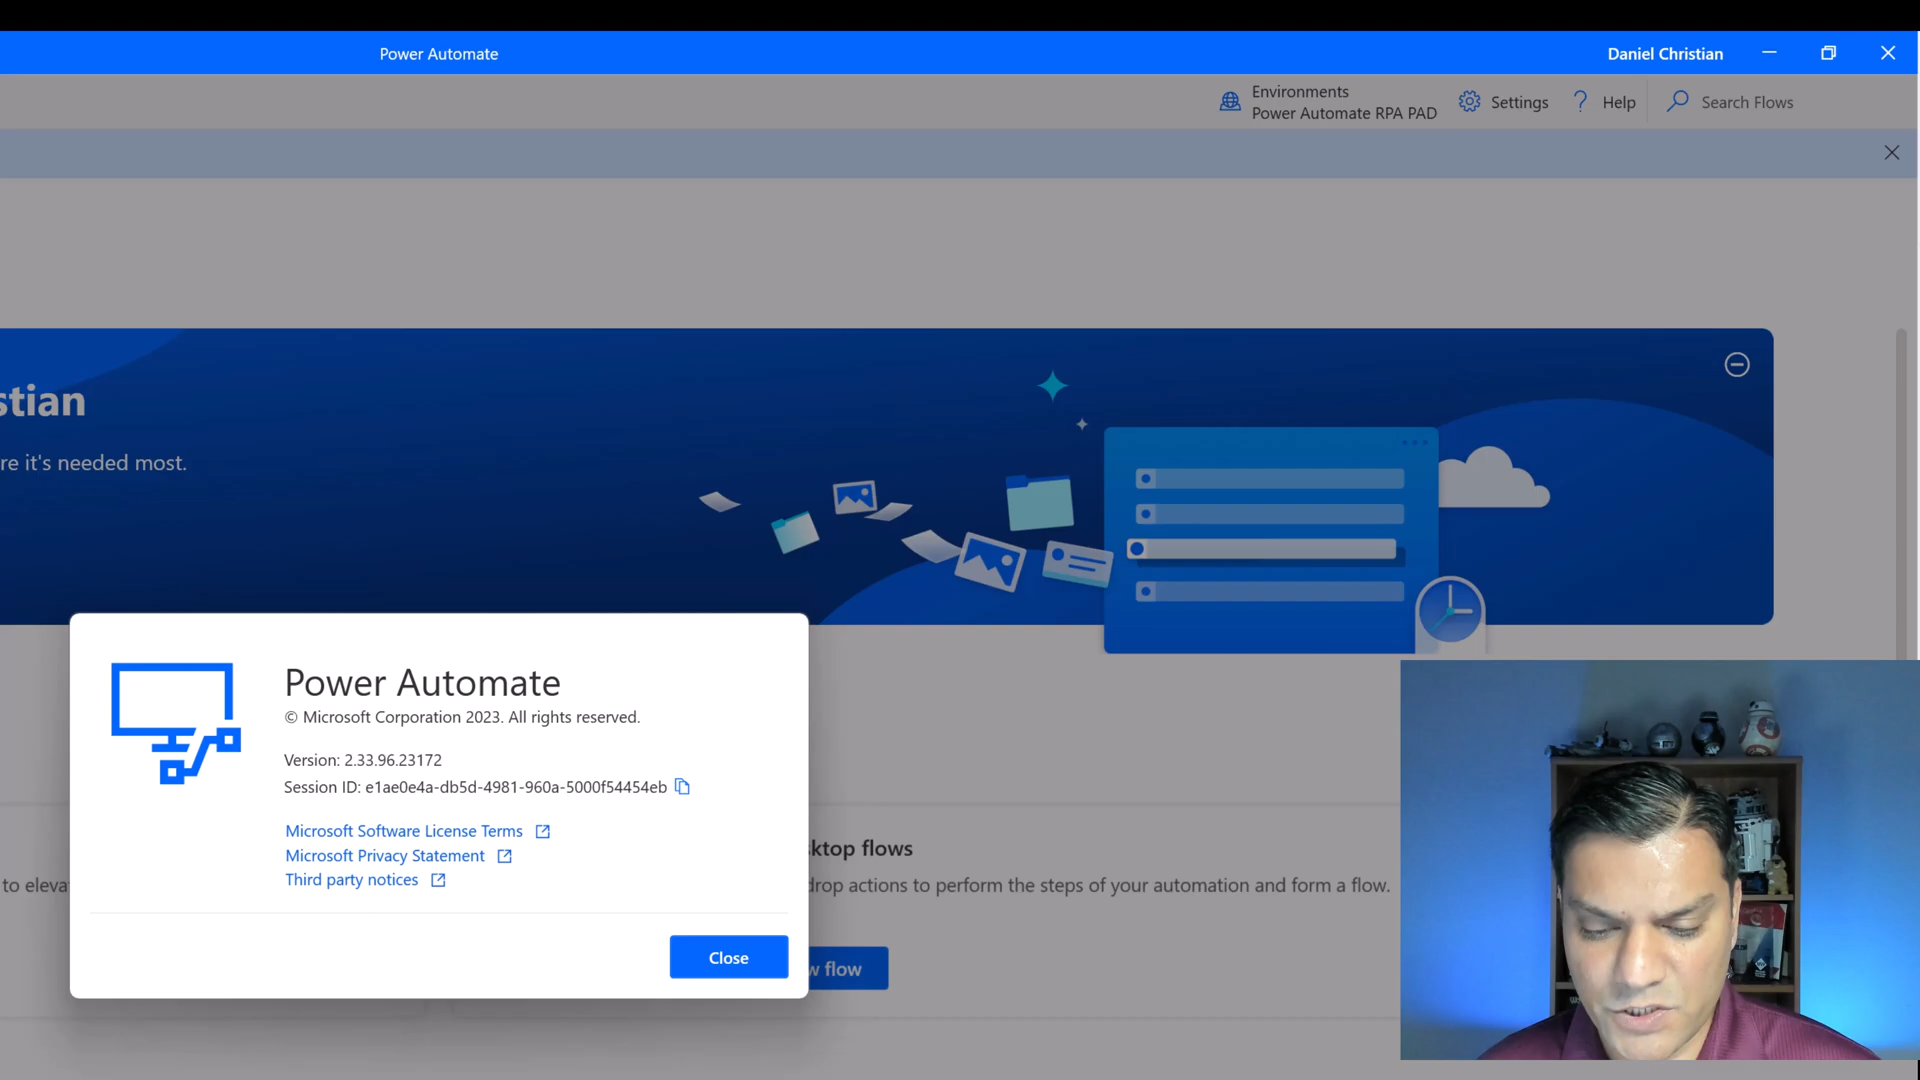 Power Automate
Daniel Christian
Environments
Power Automate RPA PAD
Settings
Help
Search Flows
stian
re it's needed most.
Power Automate
© Microsoft Corporation 2023. All rights reserved.
Version: 2.33.96.23172
Session ID: e1ae0e4a-db5d-4981-960a-5000f54454eb
Microsoft Software License Terms
Microsoft Privacy Statement
Third party notices
Close
ktop flows
to eleva
drop actions to perform the steps of your automation and form a flow.
w flow